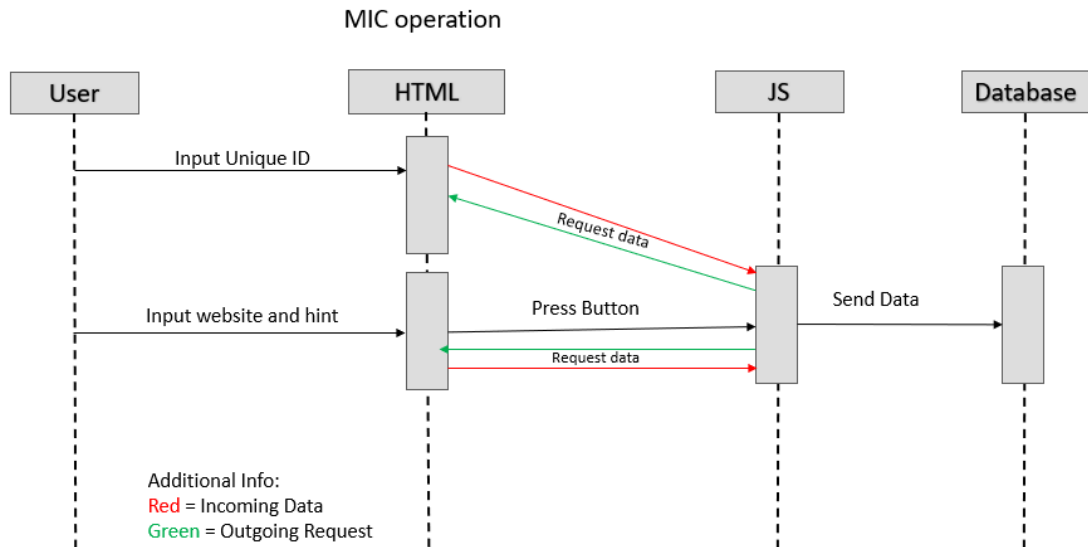 MIC operation
User
HTML
JS
Database
Input Unique ID
Request data
Input website and hint
Press Button
Send Data
Request data
Additional Info:
Red = Incoming Data
Green = Outgoing Request